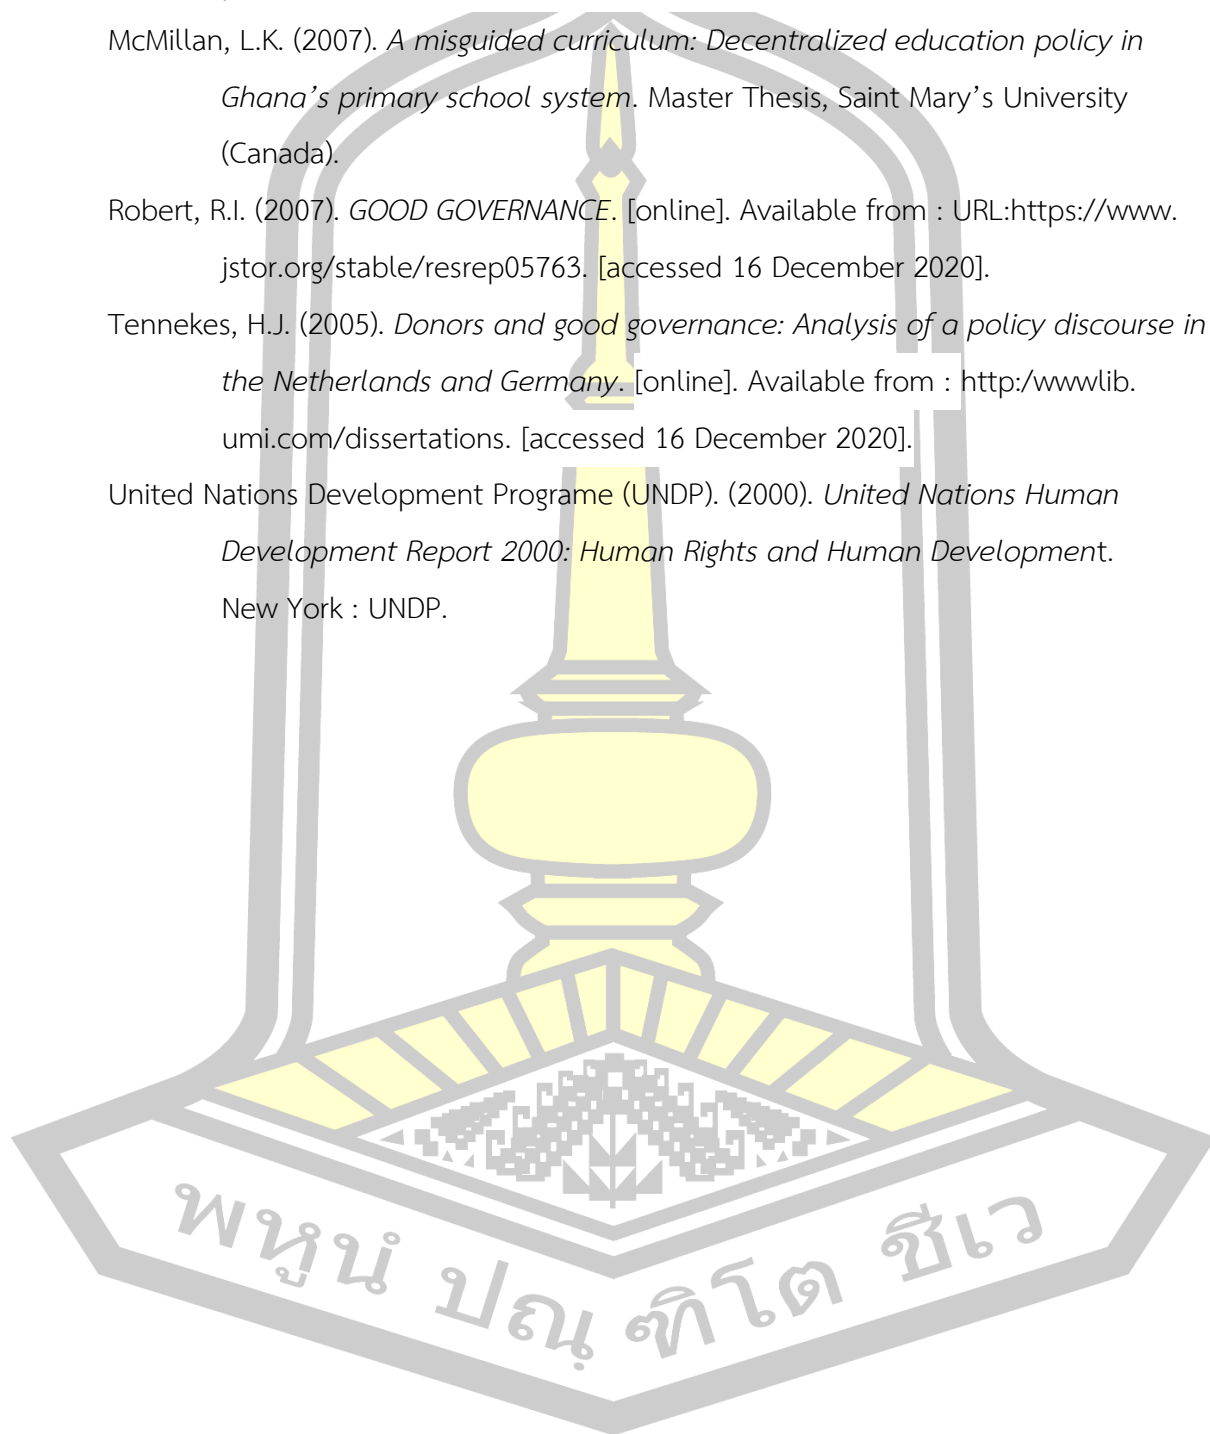 McMillan, L.K. (2007). A misguided curriculum: Decentralized education policy in
Ghana’s primary school system. Master Thesis, Saint Mary’s University
(Canada).
Robert, R.I. (2007). GOOD GOVERNANCE. [online]. Available from : URL:https://www.
jstor.org/stable/resrep05763. [accessed 16 December 2020].
Tennekes, H.J. (2005). Donors and good governance: Analysis of a policy discourse in
the Netherlands and Germany. [online]. Available from : http:/wwwlib.
umi.com/dissertations. [accessed 16 December 2020].
United Nations Development Programe (UNDP). (2000). United Nations Human
Development Report 2000: Human Rights and Human Development.
New York : UNDP.
พหูนํ ปณฺฑิโต ชีเว